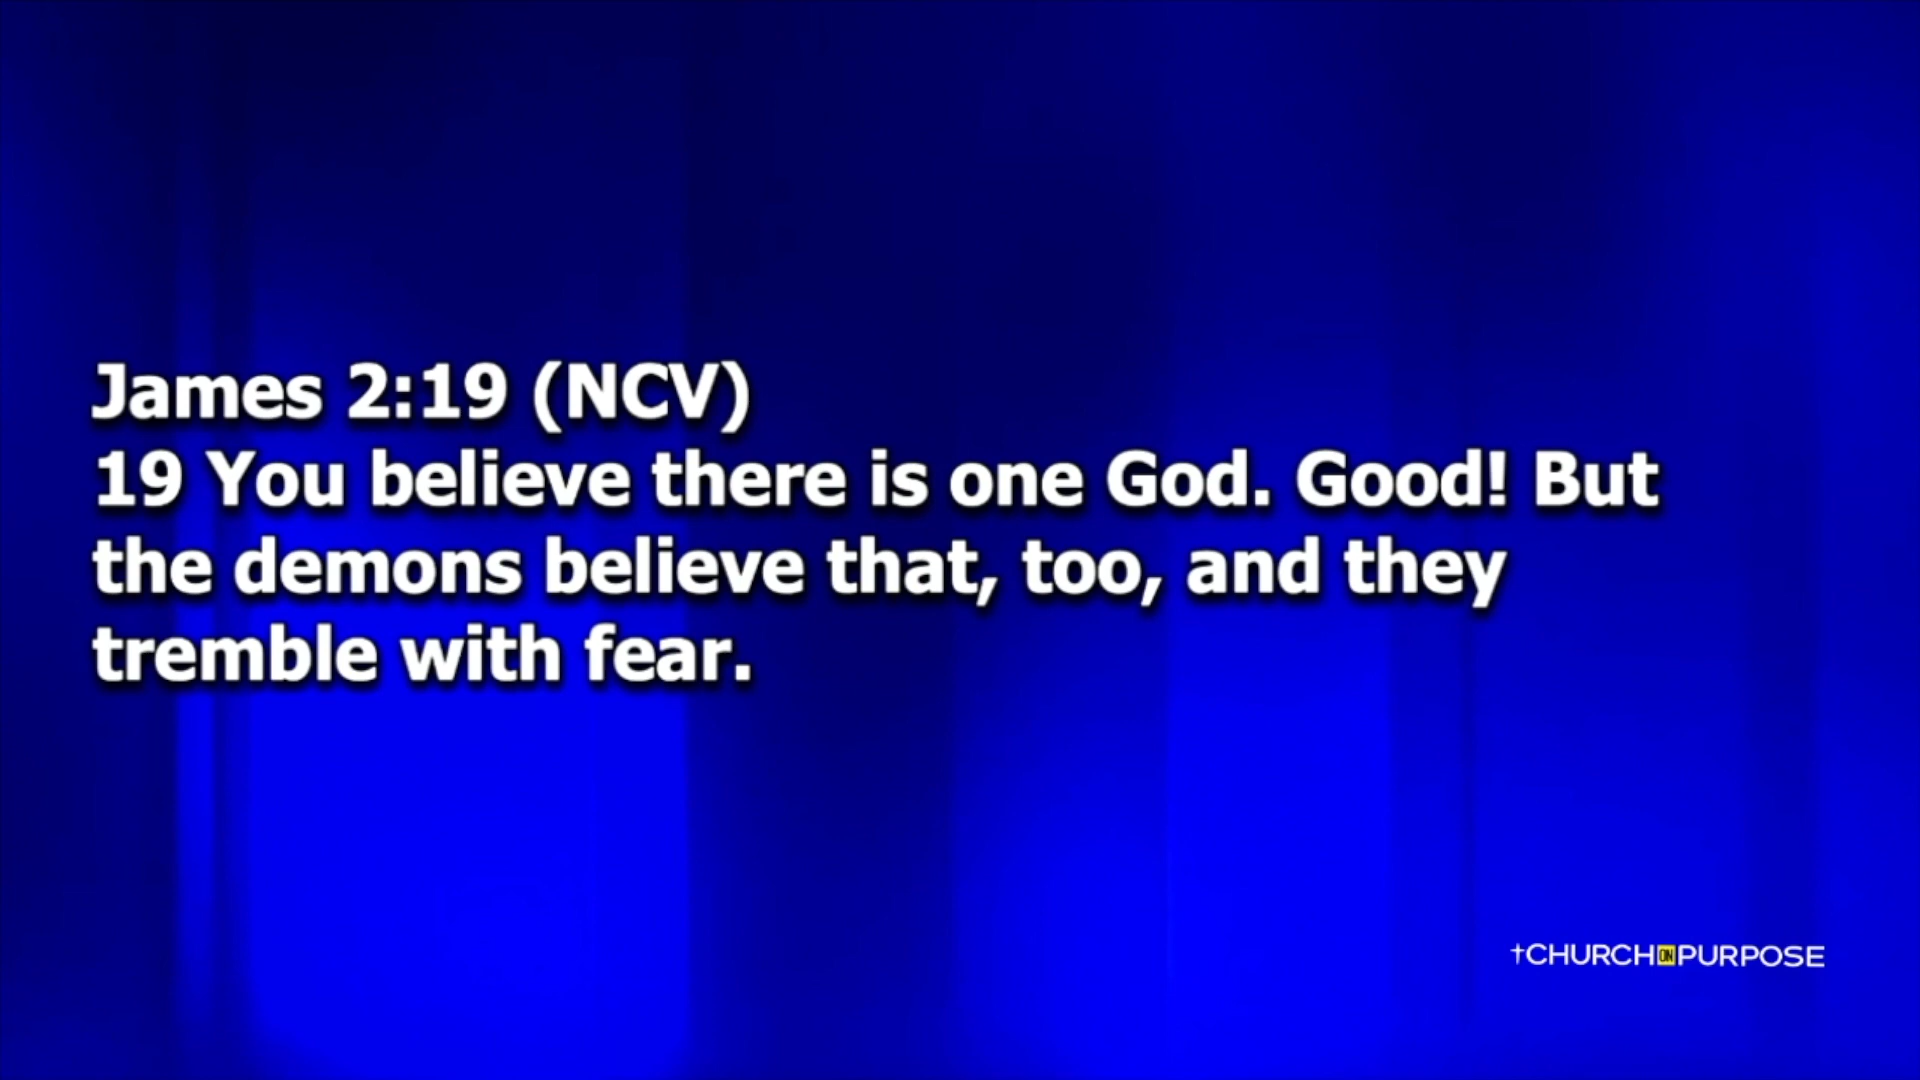 James 2:19 (NCV)
19 You believe there is one God. Good! But
the demons believe that, too, and they
tremble with fear.
†CHURCH ON PURPOSE